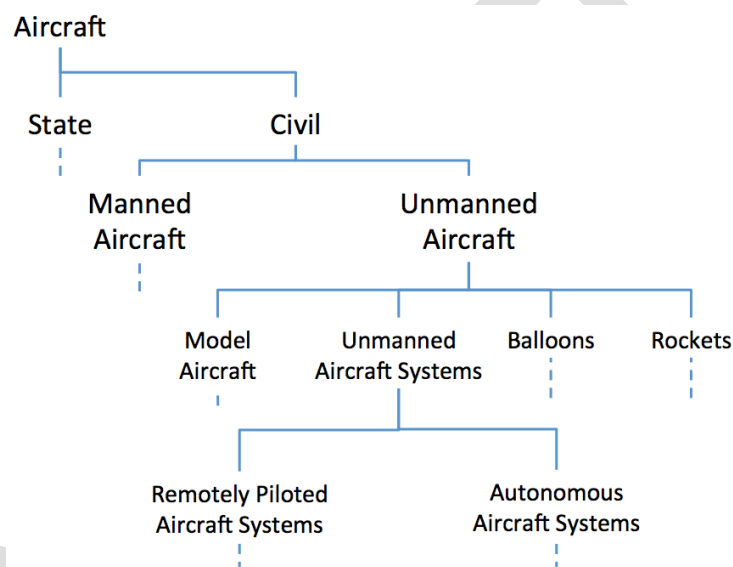 Aircraft
State
Civil
Manned
Aircraft
Unmanned
Aircraft
Model
Aircraft
Unmanned
Aircraft Systems
Balloons
Rockets
Remotely Piloted
Aircraft Systems
Autonomous
Aircraft Systems